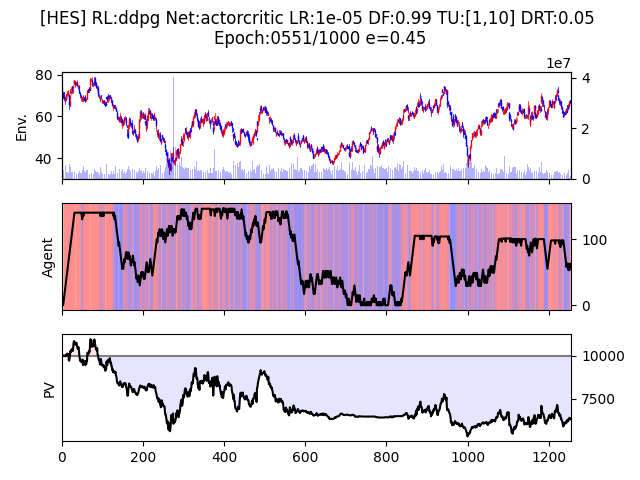 [HES] RL:ddpg Net:actorcritic LR:1e-05 DF:0.99 TU:[1,10] DRT:0.05
Epoch:0551/1000 e=0.45
1e7
80
60
40
Env.
4
2
0
Agent
100
0
PV
10000
7500
0 200 400 600 800 1000 1200